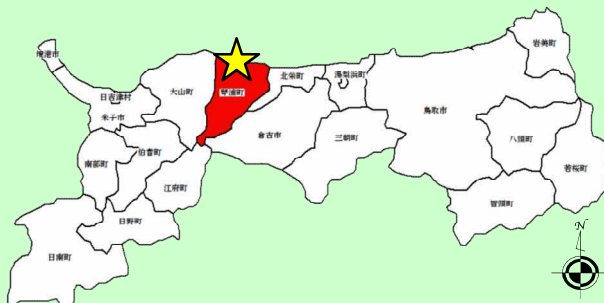 境港市
日吉津村
米子市
大山町
琴浦町
北栄町
湯梨浜町
岩美町
鳥取市
八頭町
若桜町
智頭町
三朝町
倉吉市
伯耆町
南部町
江府町
日野町
日南町
N